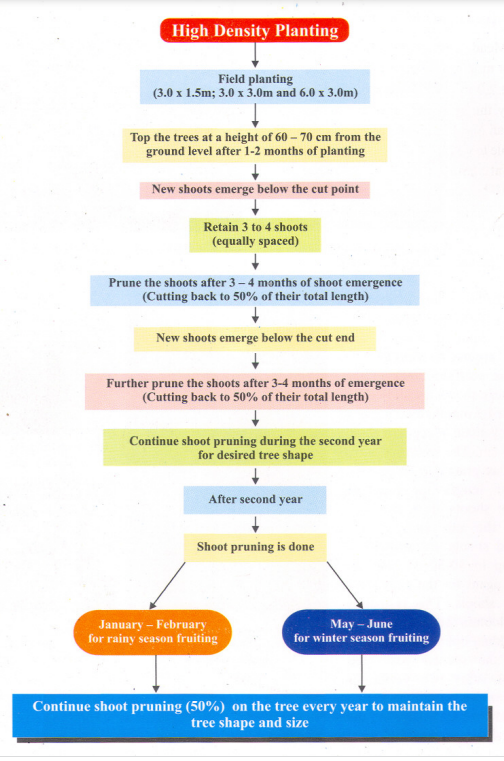 High Density Planting
Field planting
(3.0 x 1.5m; 3.0 x 3.0m and 6.0 x 3.0m)
Top the trees at a height of 60 – 70 cm from the
ground level after 1-2 months of planting
New shoots emerge below the cut point
Retain 3 to 4 shoots
(equally spaced)
Prune the shoots after 3 – 4 months of shoot emergence
(Cutting back to 50% of their total length)
New shoots emerge below the cut end
Further prune the shoots after 3-4 months of emergence
(Cutting back to 50% of their total length)
Continue shoot pruning during the second year
for desired tree shape
After second year
Shoot pruning is done
January – February
for rainy season fruiting
May – June
for winter season fruiting
Continue shoot pruning (50%) on the tree every year to maintain the
tree shape and size